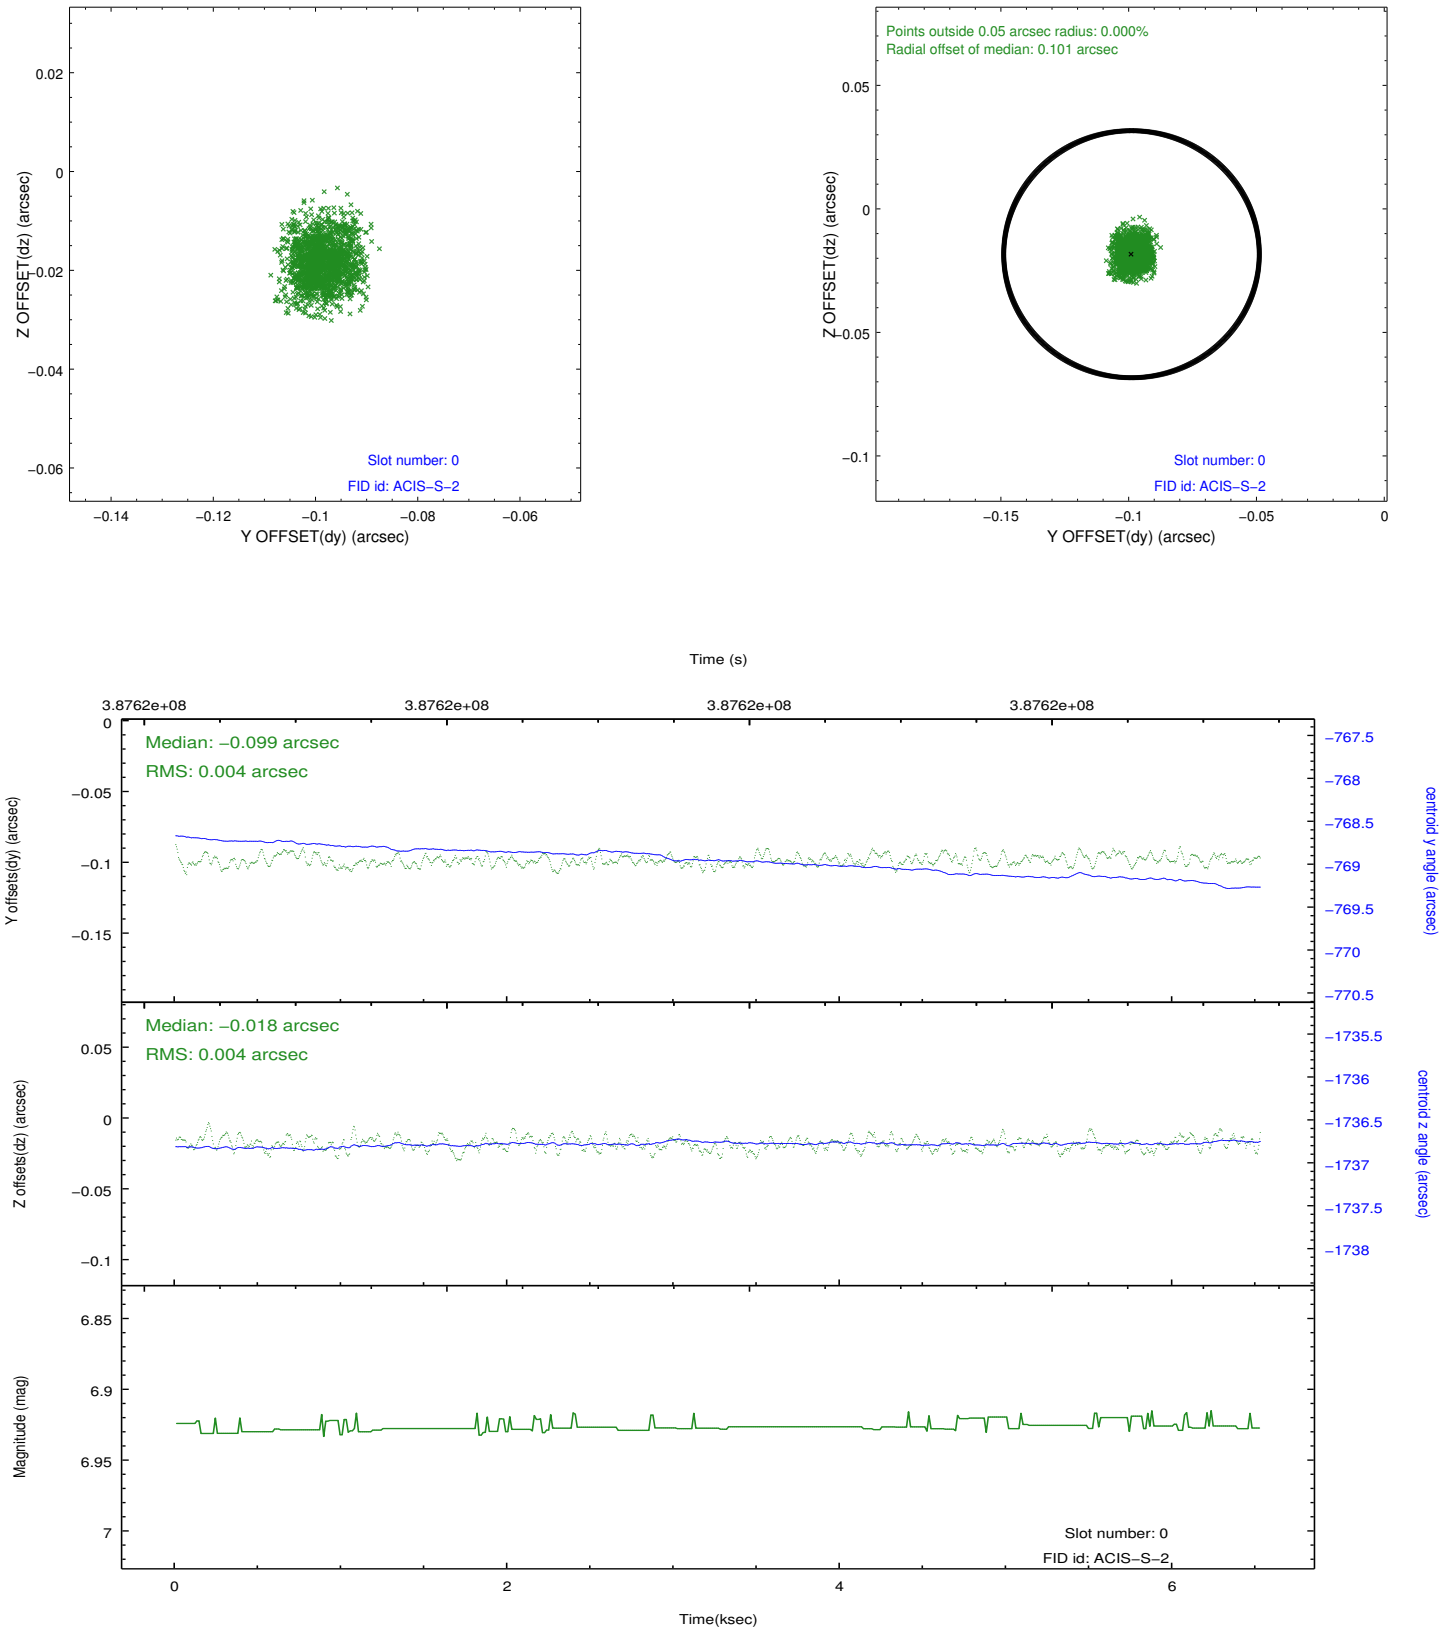 0.02
0
−0.02
−0.04
−0.06
Z OFFSET(dz) (arcsec)
Slot number: 0
FID id: ACIS−S−2
−0.14
−0.12
−0.1
−0.08
−0.06
Y OFFSET(dy) (arcsec)
Points outside 0.05 arcsec radius: 0.000%
Radial offset of median: 0.101 arcsec
0.05
0
−0.05
−0.1
Z OFFSET(dz) (arcsec)
Slot number: 0
FID id: ACIS−S−2
−0.15
−0.1
−0.05
0
Y OFFSET(dy) (arcsec)
Time (s)
3.8762e+08
3.8762e+08
3.8762e+08
3.8762e+08
Median: −0.099 arcsec
RMS: 0.004 arcsec
0
−0.05
−0.1
−0.15
Y offsets(dy) (arcsec)
−767.5
−768
−768.5
−769
−769.5
−770
−770.5
centroid y angle (arcsec)
Median: −0.018 arcsec
RMS: 0.004 arcsec
0.05
0
−0.05
−0.1
Z offsets(dz) (arcsec)
−1735.5
−1736
−1736.5
−1737
−1737.5
−1738
centroid z angle (arcsec)
6.85
6.9
6.95
7
Magnitude (mag)
Slot number: 0
FID id: ACIS−S−2
0
2
4
6
Time(ksec)